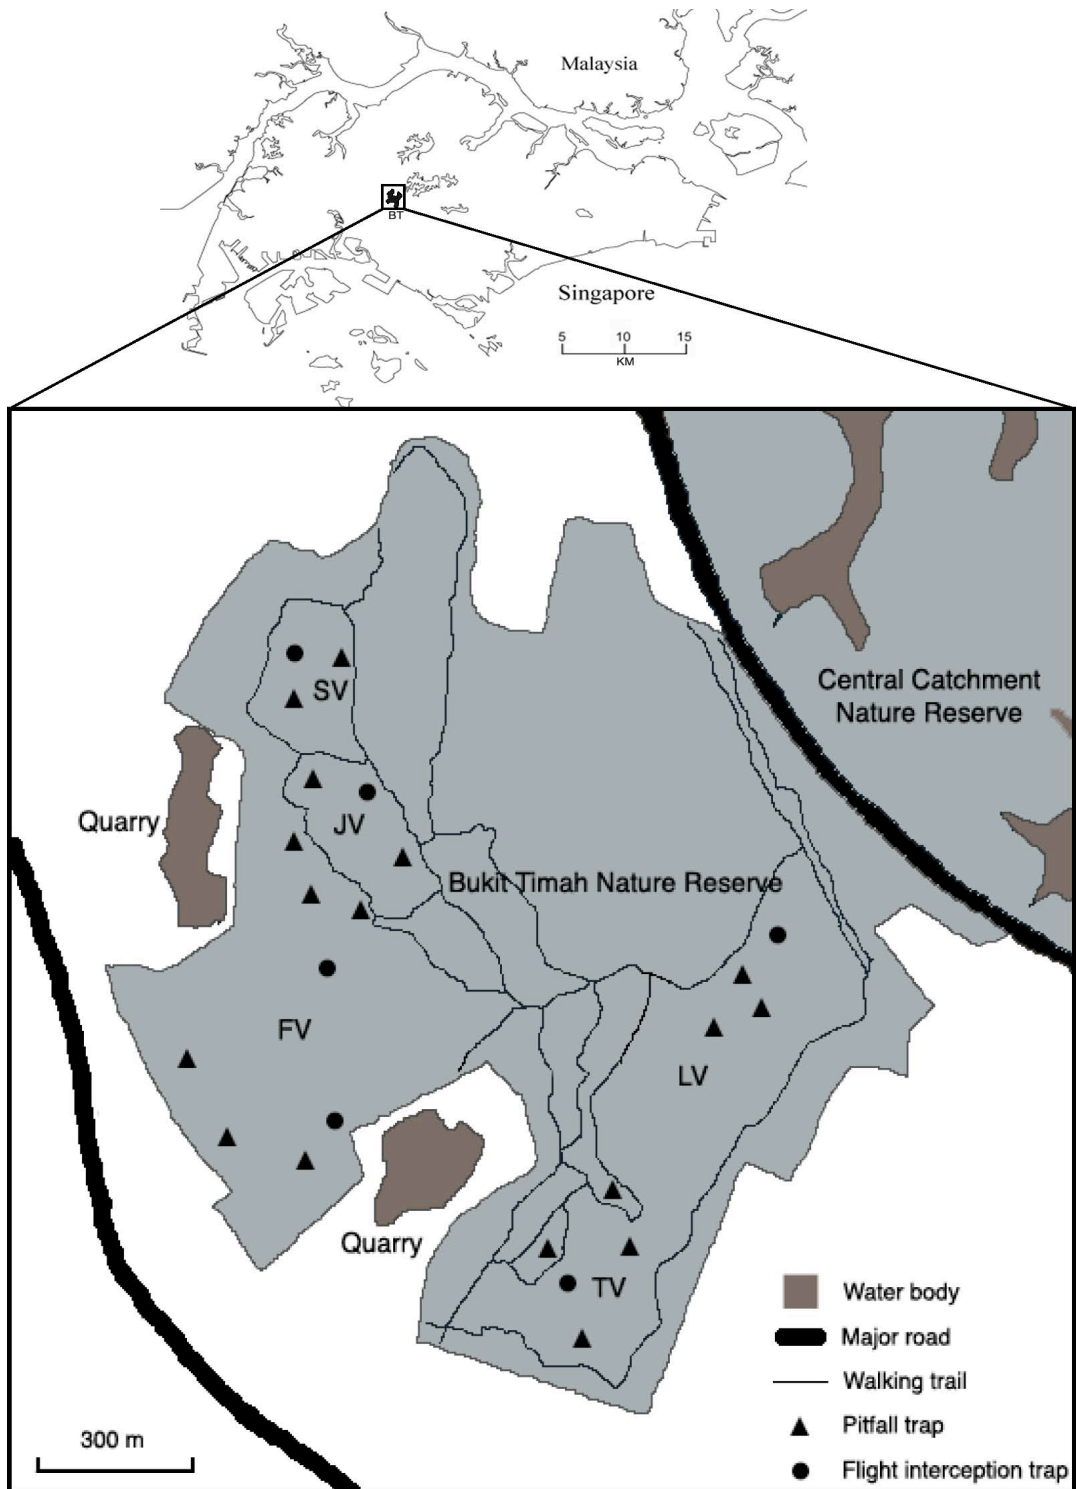 Malaysia
BT
Singapore
5 10 15
KM
Central Catchment
Nature Reserve
SV
Quarry
JV
Bukit Timah Nature Reserve
FV
LV
Quarry
TV
Water body
Major road
Walking trail
Pitfall trap
Flight interception trap
300 m